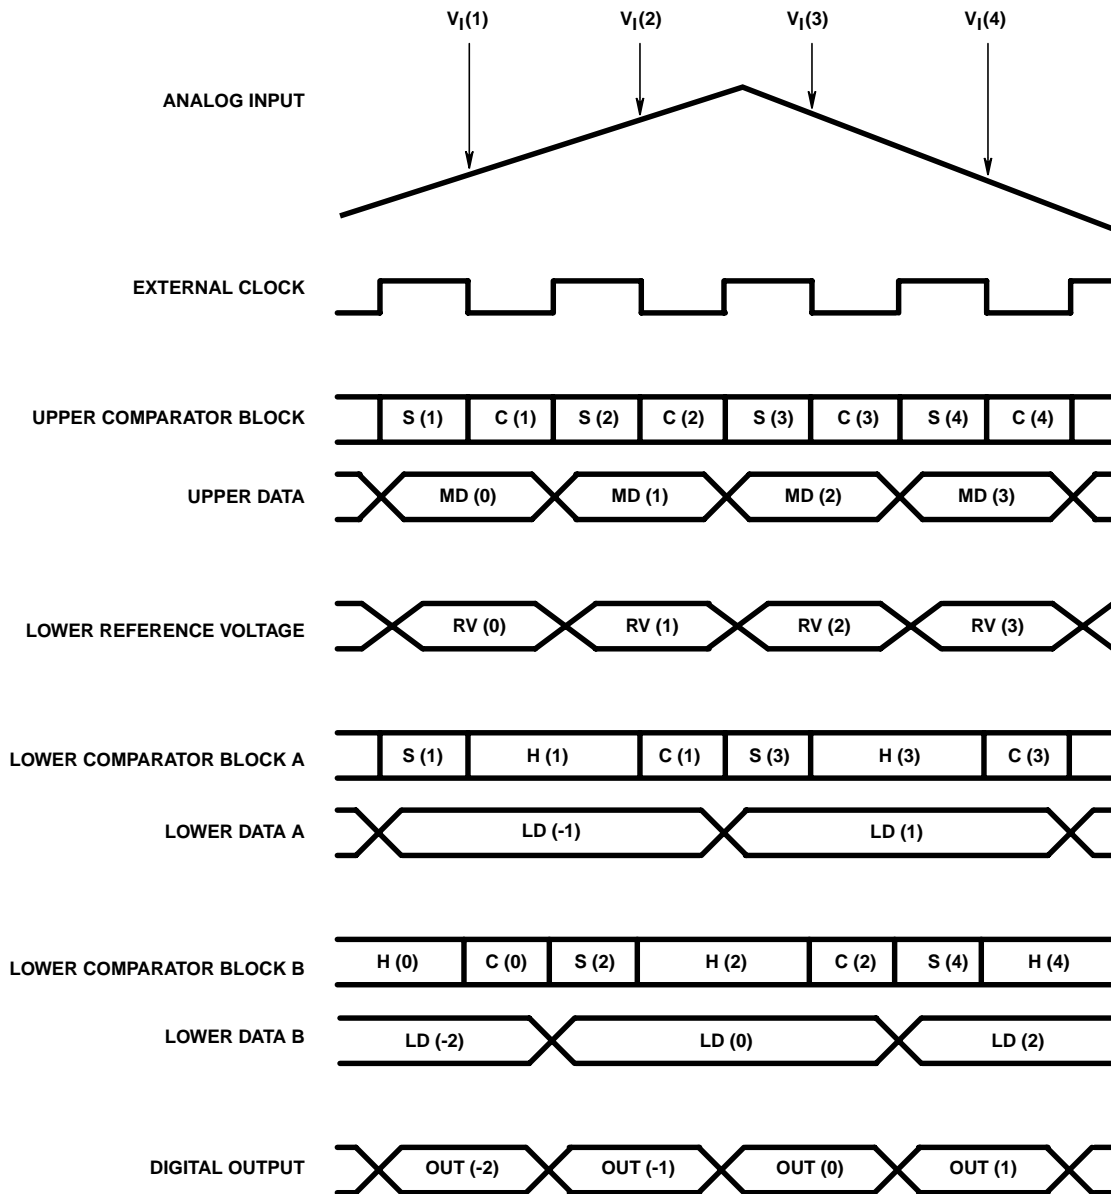 V_I(1) V_I(2) V_I(3) V_I(4)
ANALOG INPUT
EXTERNAL CLOCK
UPPER COMPARATOR BLOCK S (1) C (1) S (2) C (2) S (3) C (3) S (4) C (4)
UPPER DATA MD (0) MD (1) MD (2) MD (3)
LOWER REFERENCE VOLTAGE RV (0) RV (1) RV (2) RV (3)
LOWER COMPARATOR BLOCK A S (1) H (1) C (1) S (3) H (3) C (3)
LOWER DATA A LD (-1) LD (1)
LOWER COMPARATOR BLOCK B H (0) C (0) S (2) H (2) C (2) S (4) H (4)
LOWER DATA B LD (-2) LD (0) LD (2)
DIGITAL OUTPUT OUT (-2) OUT (-1) OUT (0) OUT (1)